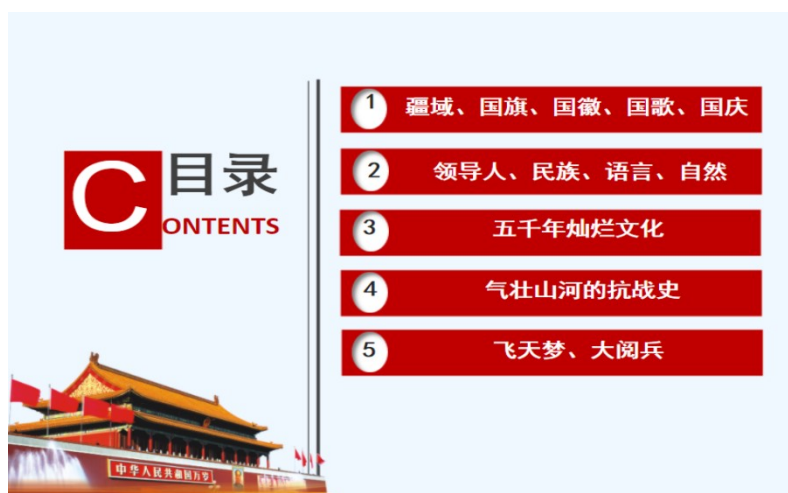 目录
CONTENTS
1 疆域、国旗、国徽、国歌、国庆
2 领导人、民族、语言、自然
3 五千年灿烂文化
4 气壮山河的抗战史
5 飞天梦、大阅兵
中华人民共和国万岁